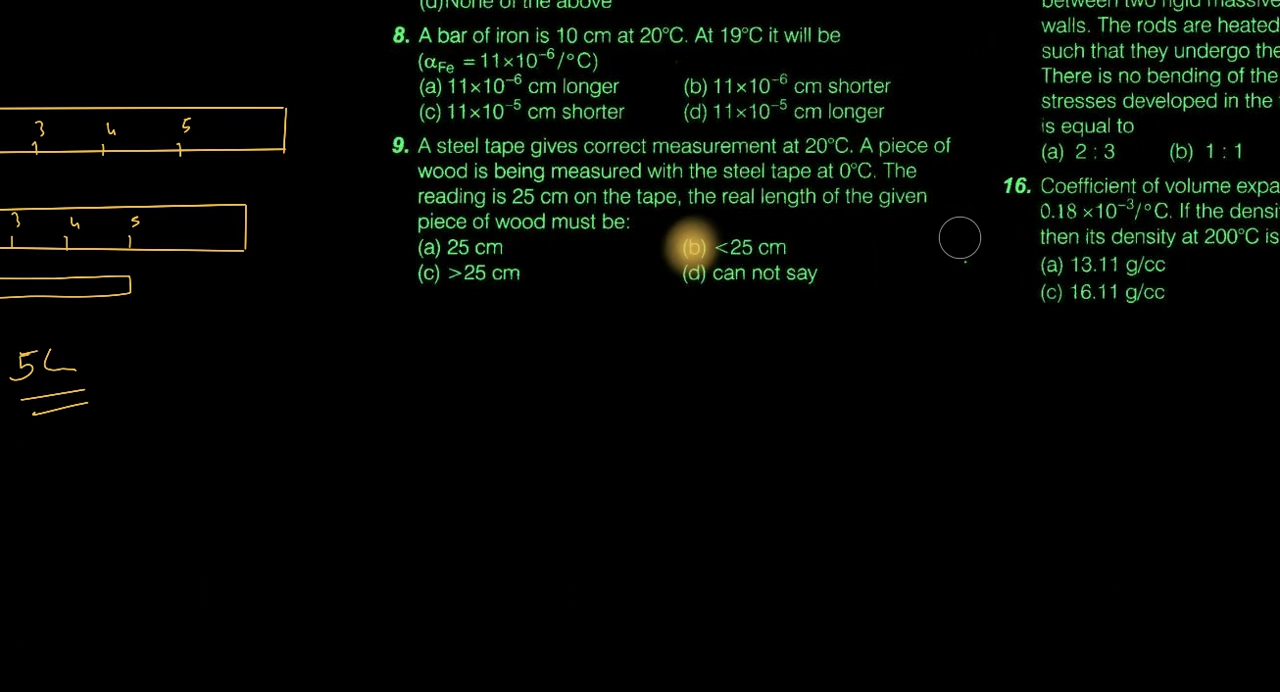 (d)None of the above
8. A bar of iron is 10 cm at 20°C. At 19°C it will be
(αFe = 11×10⁻⁶/°C)
(a) 11×10⁻⁶ cm longer (b) 11×10⁻⁶ cm shorter
(c) 11×10⁻⁵ cm shorter (d) 11×10⁻⁵ cm longer
9. A steel tape gives correct measurement at 20°C. A piece of
wood is being measured with the steel tape at 0°C. The
reading is 25 cm on the tape, the real length of the given
piece of wood must be:
(a) 25 cm (b) <25 cm
(c) >25 cm (d) can not say
3 4 5
3 4 5
between two rigid massive
walls. The rods are heated
such that they undergo the
There is no bending of the
stresses developed in the
is equal to
(a) 2 : 3 (b) 1 : 1
16. Coefficient of volume expa
0.18 ×10⁻³/°C. If the densi
then its density at 200°C is
(a) 13.11 g/cc
(c) 16.11 g/cc